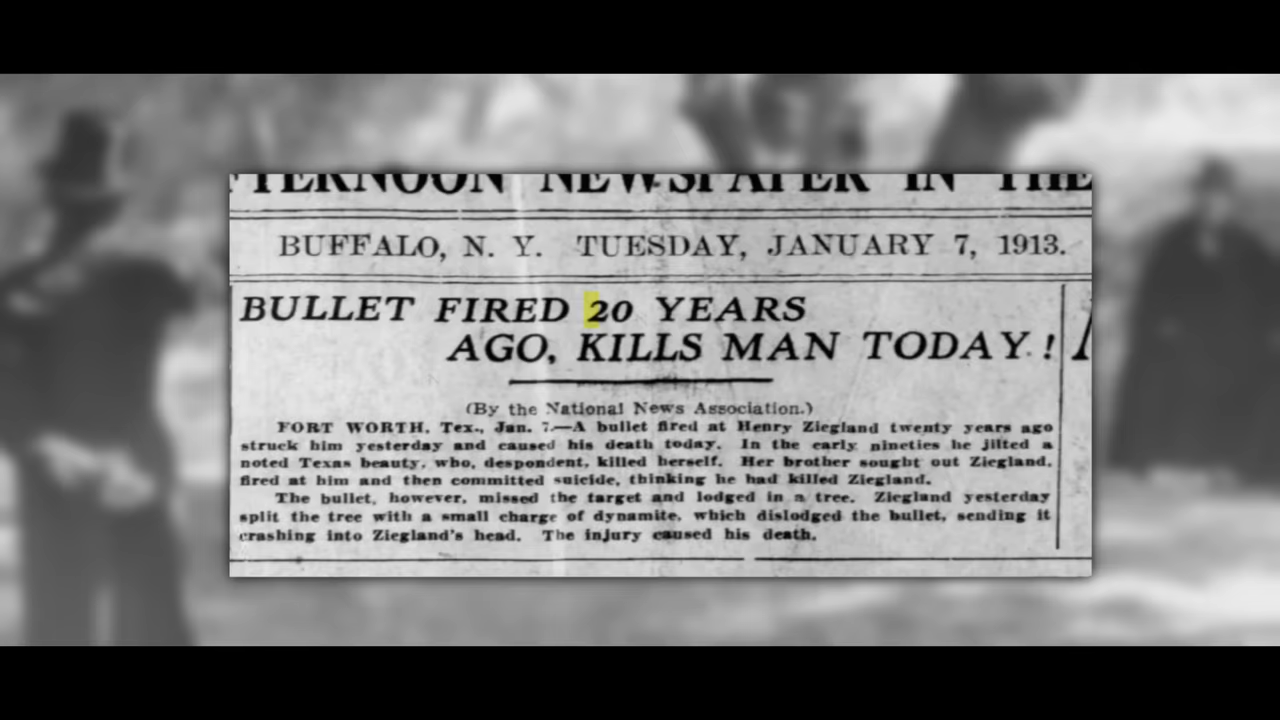 AFTERNOON NEWSPAPER IN THE
BUFFALO, N. Y. TUESDAY, JANUARY 7, 1913.
BULLET FIRED 20 YEARS
AGO, KILLS MAN TODAY!
(By the National News Association.)
FORT WORTH, Tex., Jan. 7.—A bullet fired at Henry Ziegland twenty years ago
struck him yesterday and caused his death today. In the early nineties he jilted a
noted Texas beauty, who, despondent, killed herself. Her brother sought out Ziegland,
fired at him and then committed suicide, thinking he had killed Ziegland.
The bullet, however, missed the target and lodged in a tree. Ziegland yesterday
split the tree with a small charge of dynamite, which dislodged the bullet, sending it
crashing into Ziegland's head. The injury caused his death.